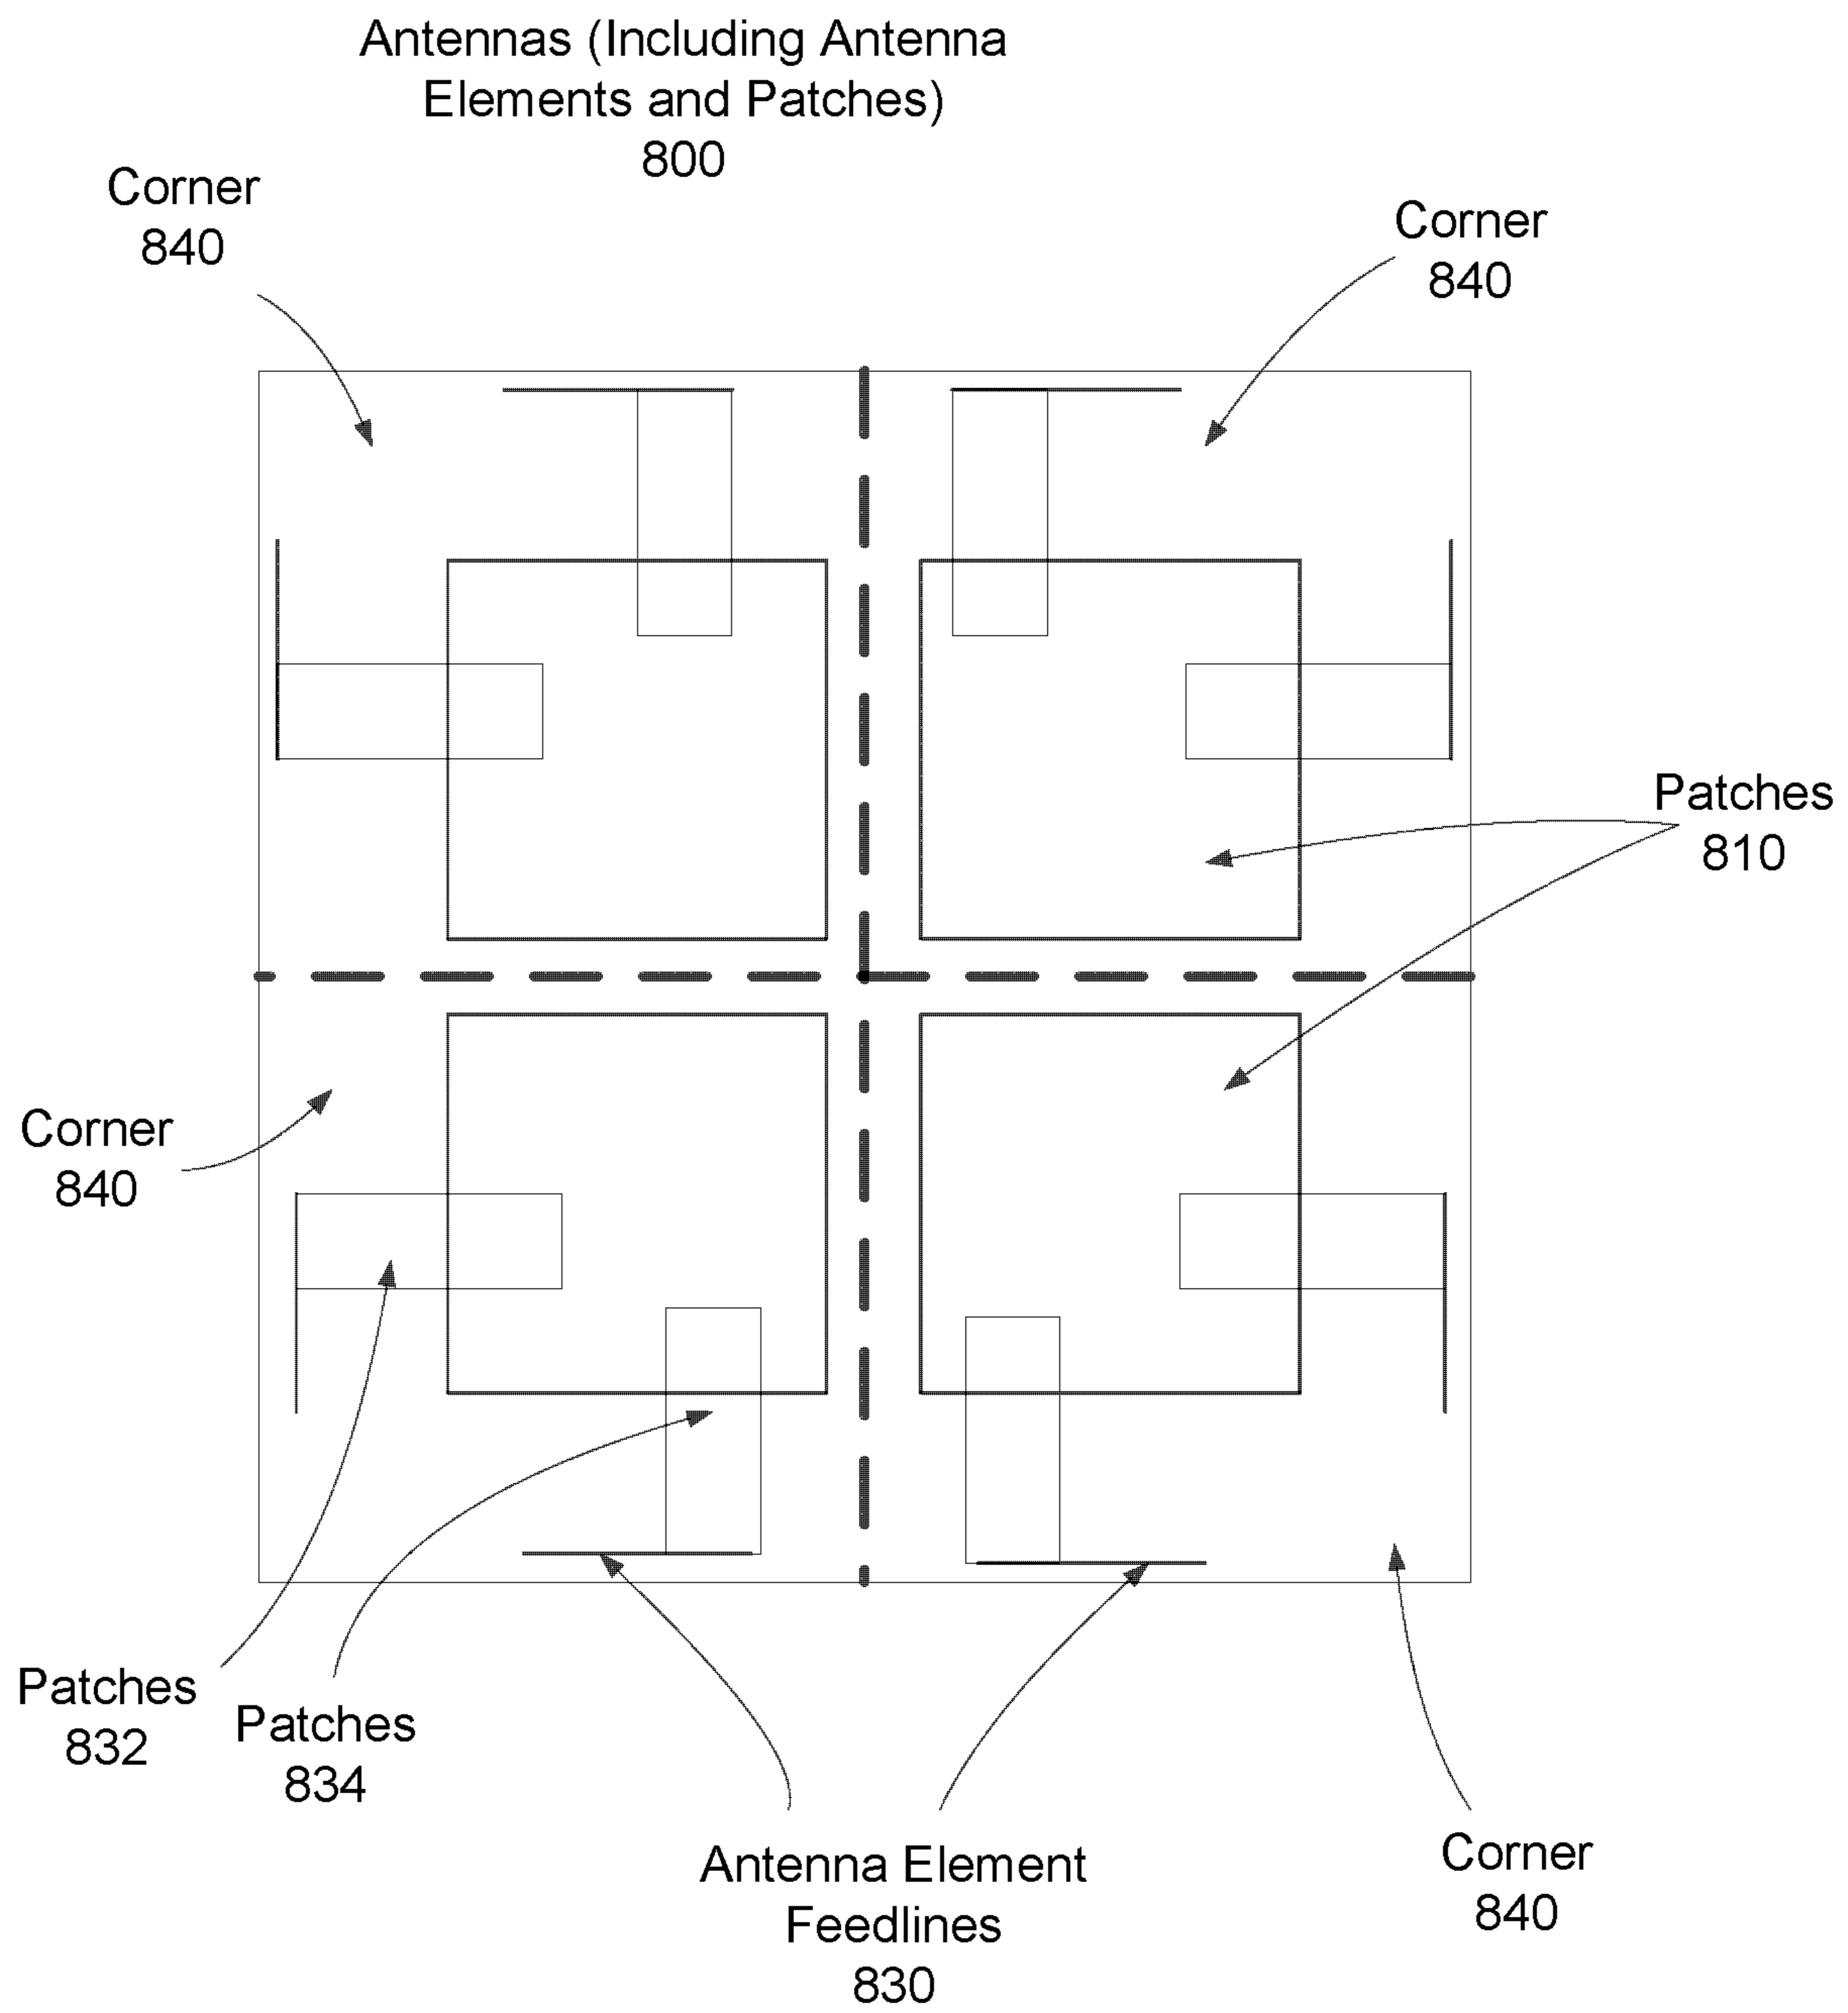 Antennas (Including Antenna
Elements and Patches)
800
Corner
840
Corner
840
Patches
810
Corner
840
Patches
832
Patches
834
Antenna Element
Feedlines
830
Corner
840